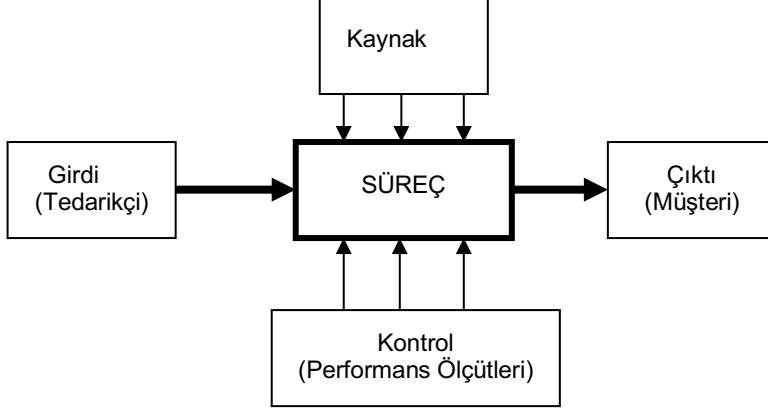 Kaynak
Girdi
(Tedarikçi)
SÜREÇ
Çıktı
(Müşteri)
Kontrol
(Performans Ölçütleri)